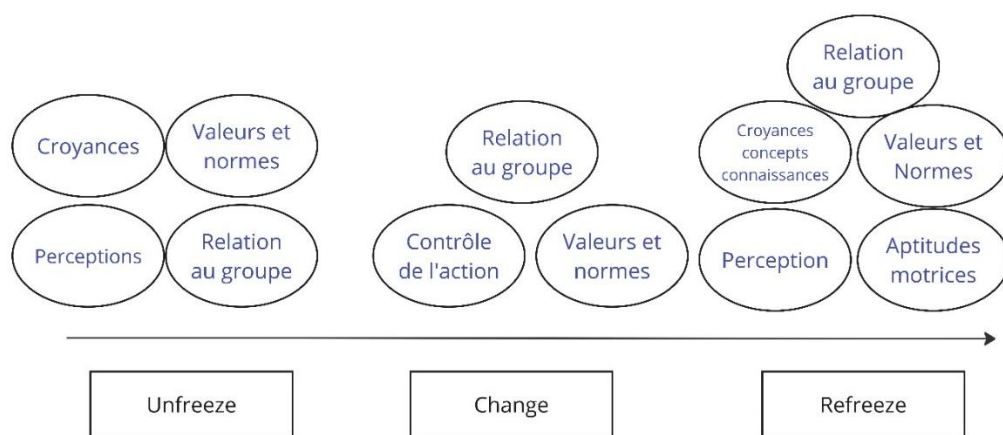 Croyances
Valeurs et
normes
Perceptions
Relation
au groupe
Relation
au groupe
Contrôle
de l'action
Valeurs et
normes
Relation
au groupe
Croyances
concepts
connaissances
Valeurs et
Normes
Perception
Aptitudes
motrices
Unfreeze
Change
Refreeze